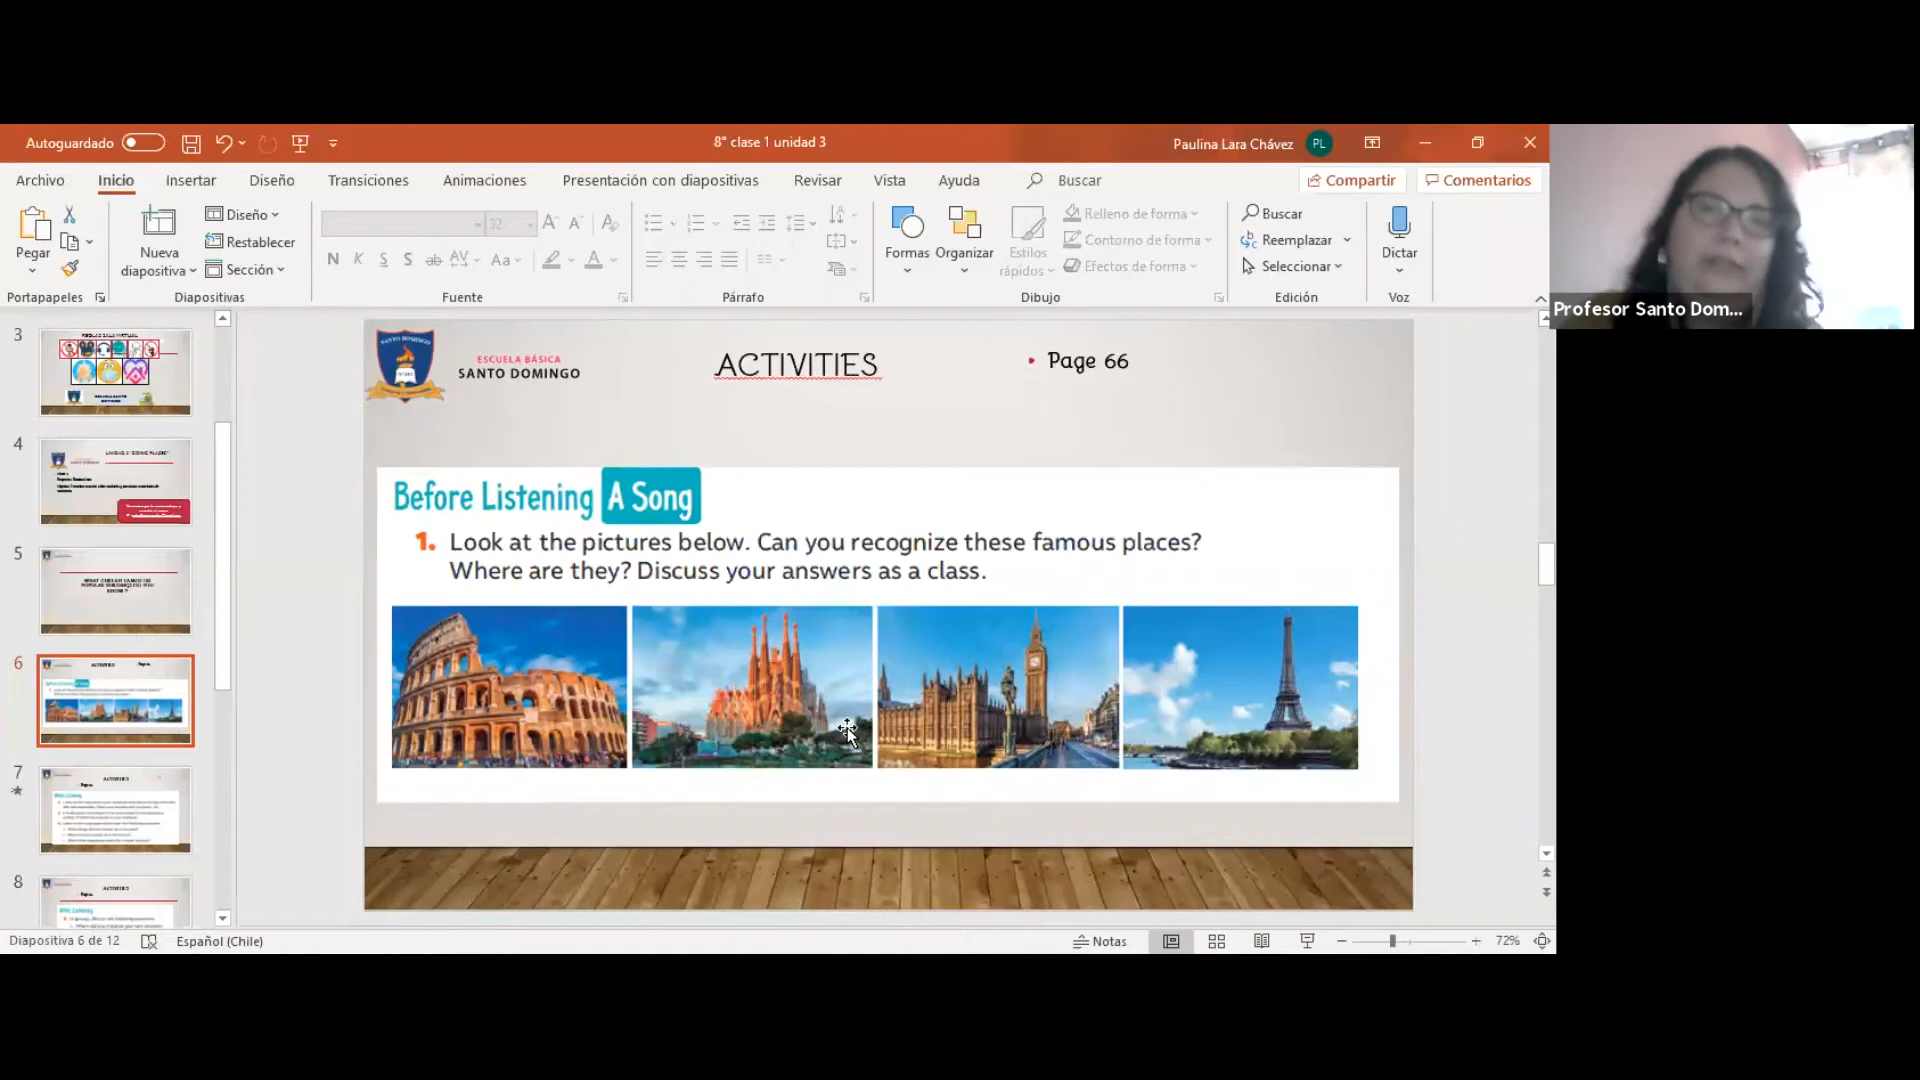 Autoguardado
8° clase 1 unidad 3
Paulina Lara Chávez
PL
Archivo
Inicio
Insertar
Diseño
Transiciones
Animaciones
Presentación con diapositivas
Revisar
Vista
Ayuda
Buscar
Compartir
Comentarios
Pegar
Nueva
diapositiva
Diseño
Restablecer
Sección
32
N K S S ab AV Aa A
Formas
Organizar
Estilos
rápidos
Relleno de forma
Contorno de forma
Efectos de forma
Buscar
Reemplazar
Seleccionar
Dictar
Portapapeles
Diapositivas
Fuente
Párrafo
Dibujo
Edición
Voz
Profesor Santo Dom...
3
4
5
6
7
8
SANTO DOMINGO
ESCUELA BÁSICA
SANTO DOMINGO
ACTIVITIES
• Page 66
Before Listening A Song
1. Look at the pictures below. Can you recognize these famous places?
Where are they? Discuss your answers as a class.
Diapositiva 6 de 12
Español (Chile)
Notas
72%